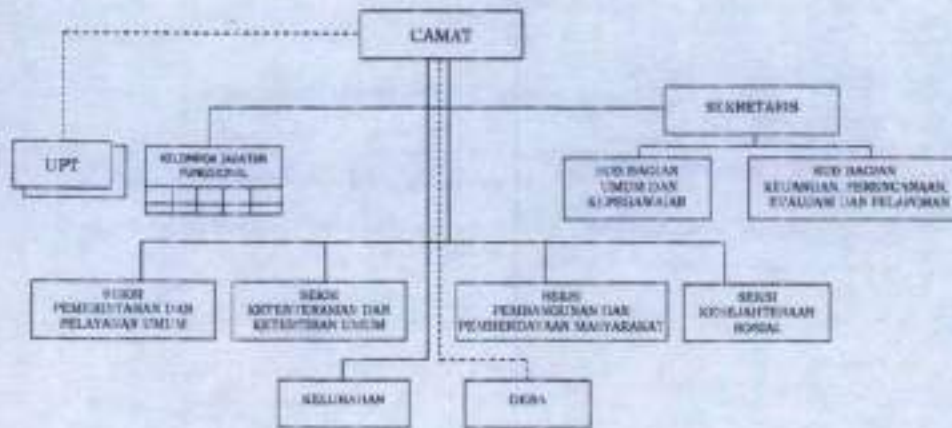 CAMAT
SEKRETARIS
UPT
KELOMPOK JABATAN
FUNGSIONAL
SUB BAGIAN
UMUM DAN
KEPEGAWAIAN
SUB BAGIAN
KEUANGAN, PERENCANAAN,
EVALUASI DAN PELAPORAN
SEKSI
PEMERINTAHAN DAN
PELAYANAN UMUM
SEKSI
KETENTERAMAN DAN
KETERTIBAN UMUM
SEKSI
PEMBANGUNAN DAN
PEMBERDAYAAN MASYARAKAT
SEKSI
KESEJAHTERAAN
SOSIAL
KELURAHAN
DESA